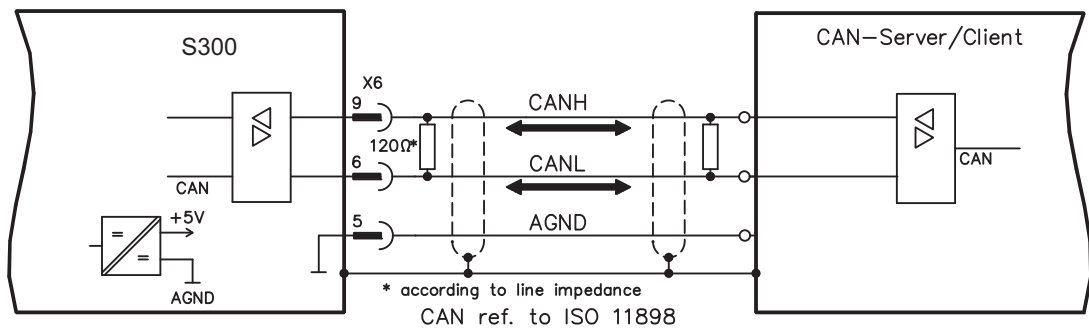 S300
CAN–Server/Client
X6
9
CANH
120Ω*
6
CANL
CAN
CAN
5
AGND
+5V
=
=
AGND
* according to line impedance
CAN ref. to ISO 11898